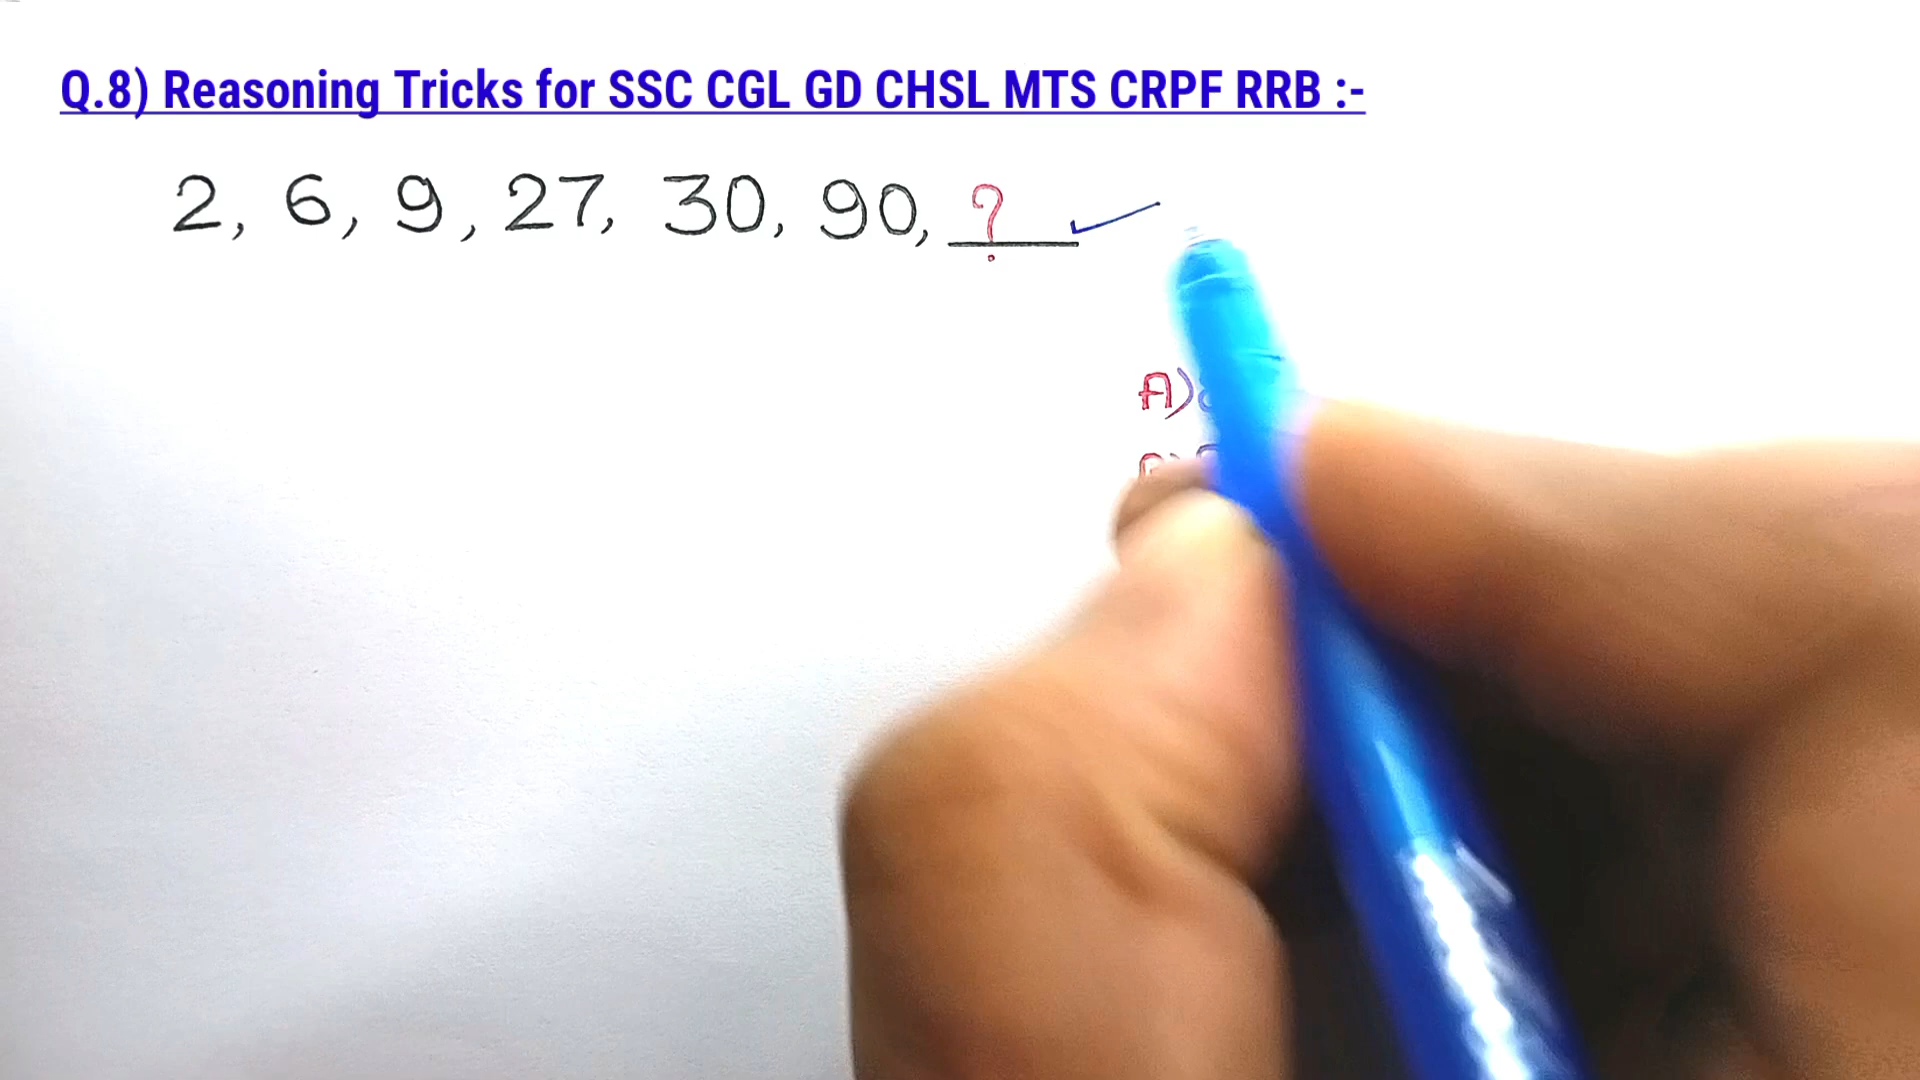 Q.8) Reasoning Tricks for SSC CGL GD CHSL MTS CRPF RRB :-
2, 6, 9, 27, 30, 90, ?
A)